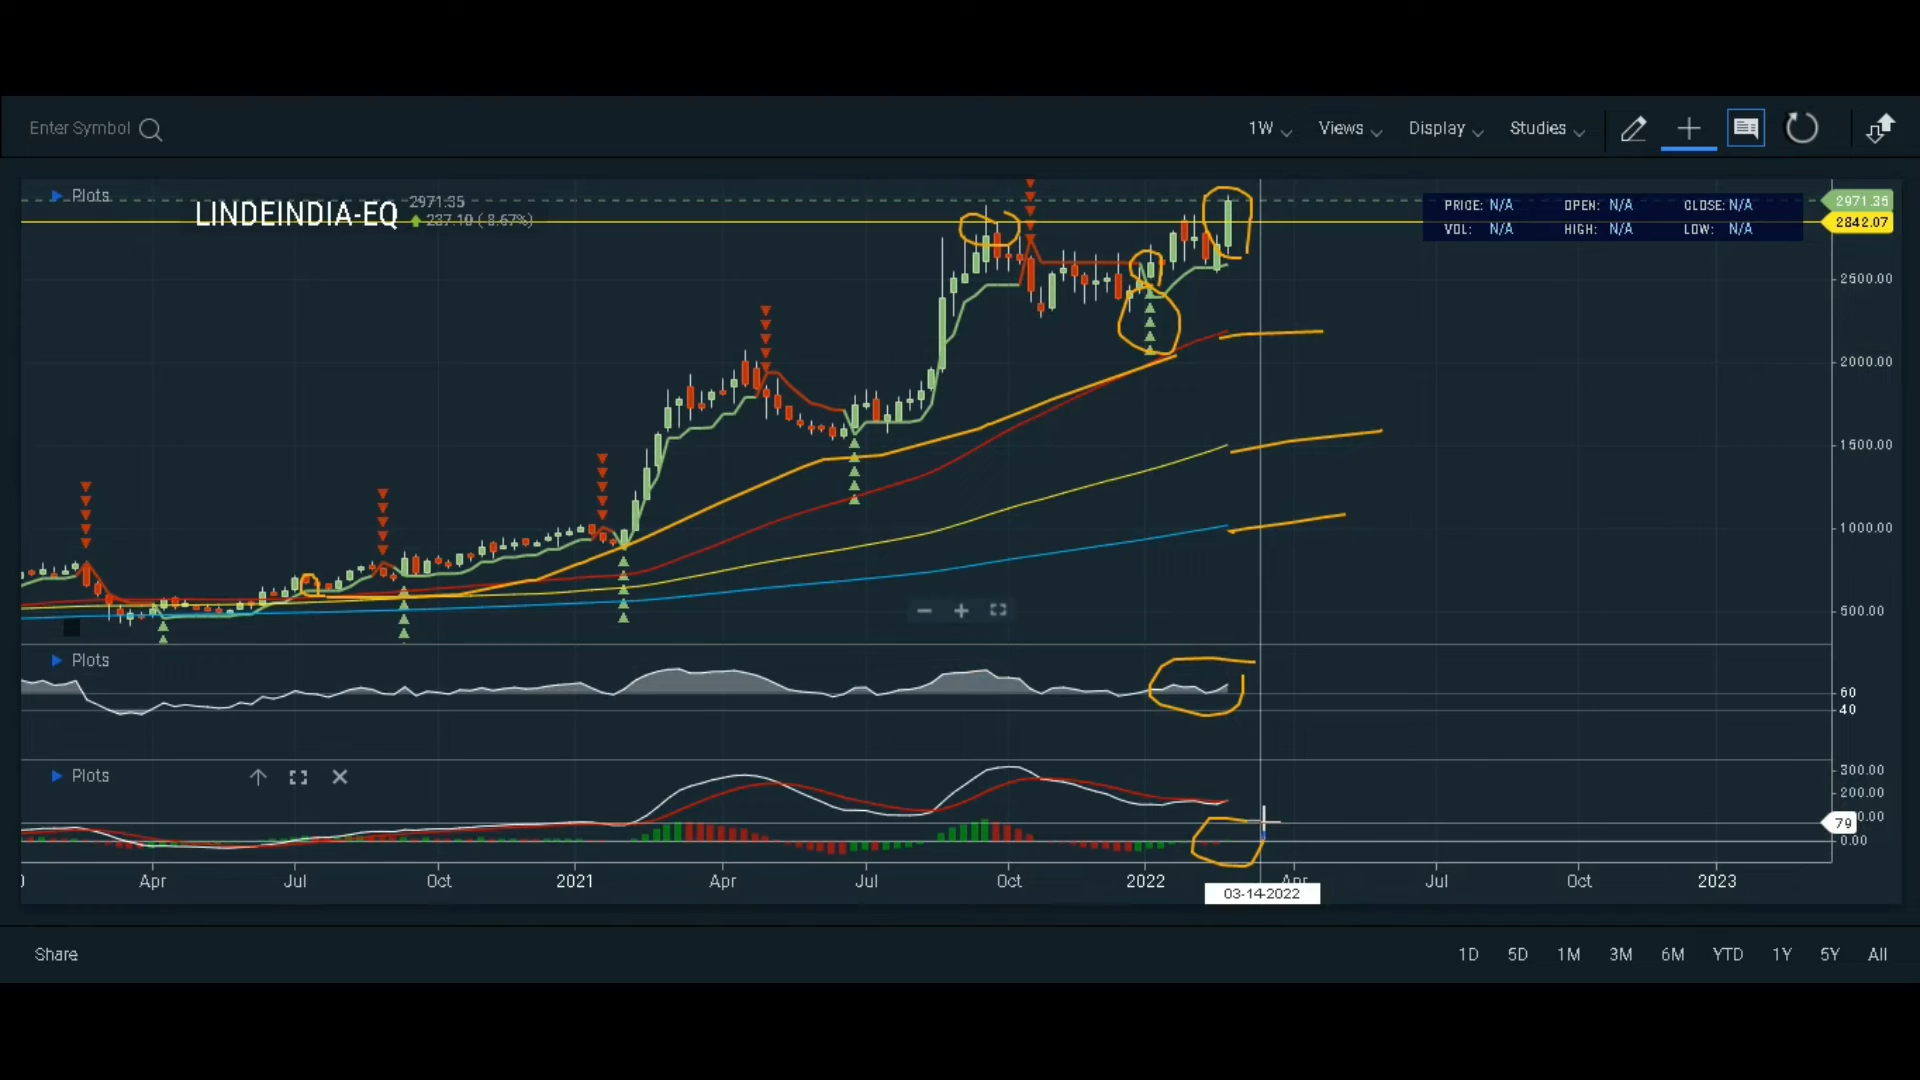 Enter Symbol 1W Views Display Studies
Plots
LINDEINDIA-EQ 2971.35
237.10 ( 8.67%)
PRICE: N/A OPEN: N/A CLOSE: N/A
VOL: N/A HIGH: N/A LOW: N/A
2971.35
2842.07
2500.00
2000.00
1500.00
1000.00
500.00
Plots
60
40
Plots
300.00
200.00
79
0.00
Apr Jul Oct 2021 Apr Jul Oct 2022 Apr Jul Oct 2023
03-14-2022
Share 1D 5D 1M 3M 6M YTD 1Y 5Y All